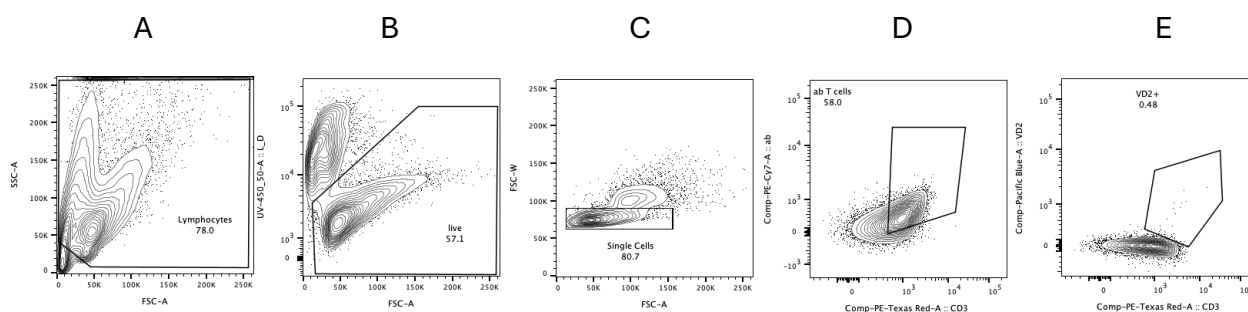 A
B
C
D
E
250K
200K
150K
100K
50K
0
SSC-A
Lymphocytes
78.0
0 50K 100K 150K 200K 250K
FSC-A
10^5
10^4
10^3
0
UV-450_50-A :: L_D
live
57.1
0 50K 100K 150K 200K 250K
FSC-A
250K
200K
150K
100K
50K
0
FSC-W
Single Cells
80.7
0 50K 100K 150K 200K 250K
FSC-A
ab T cells
58.0
10^5
10^4
10^3
0
-10^3
Comp-PE-Cy7-A :: ab
0 10^3 10^4 10^5
Comp-PE-Texas Red-A :: CD3
VD2+
0.48
10^5
10^4
10^3
0
Comp-Pacific Blue-A :: VD2
0 10^3 10^4
Comp-PE-Texas Red-A :: CD3